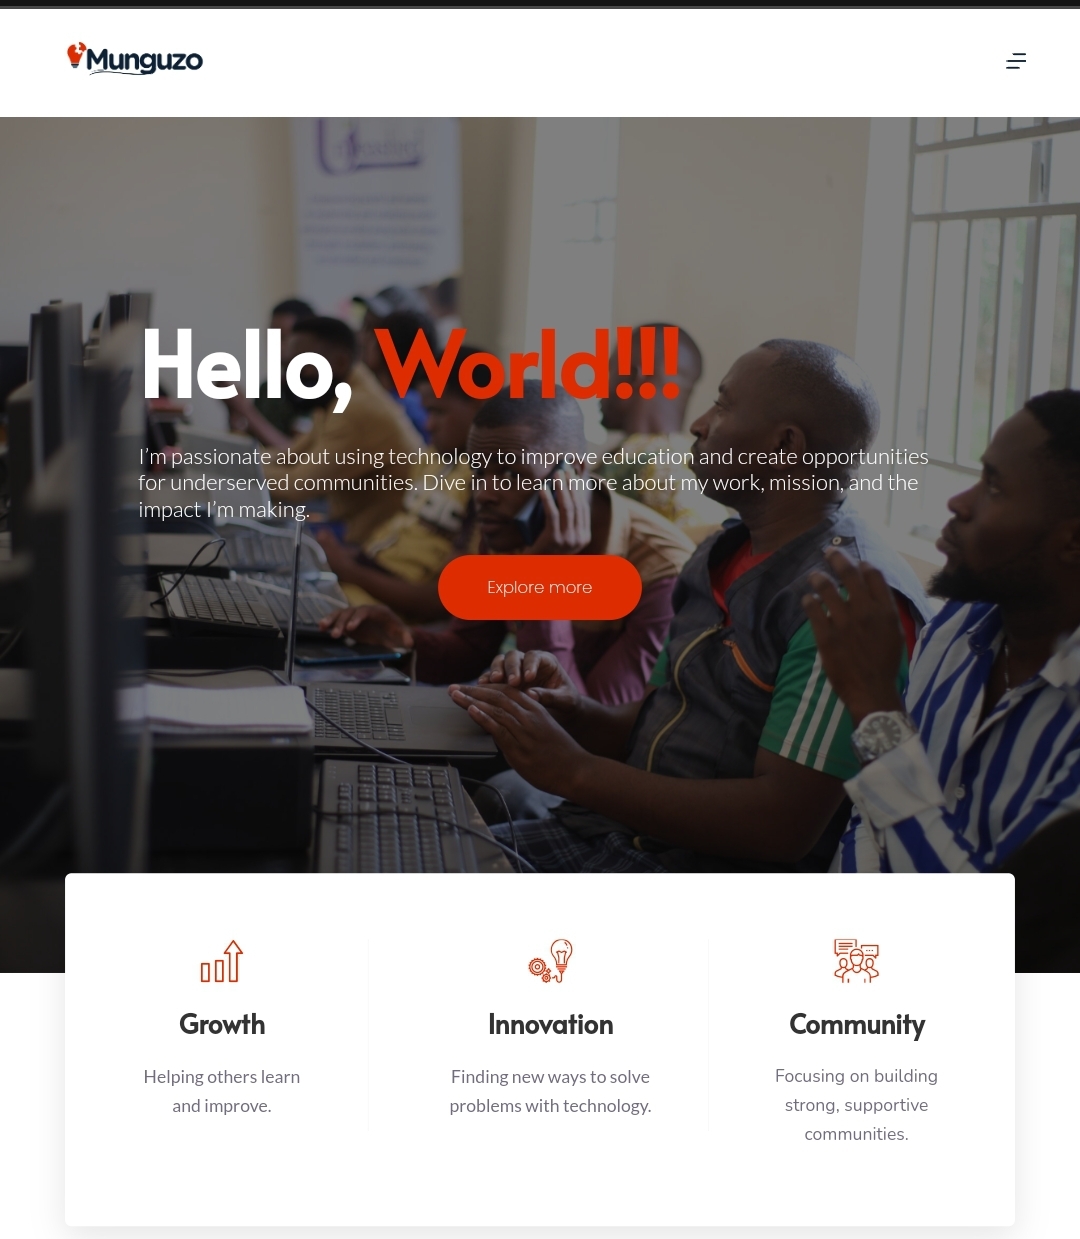 Munguzo
Hello, World!!!
I’m passionate about using technology to improve education and create opportunities
for underserved communities. Dive in to learn more about my work, mission, and the
impact I’m making.
Explore more
Growth
Helping others learn
and improve.
Innovation
Finding new ways to solve
problems with technology.
Community
Focusing on building
strong, supportive
communities.